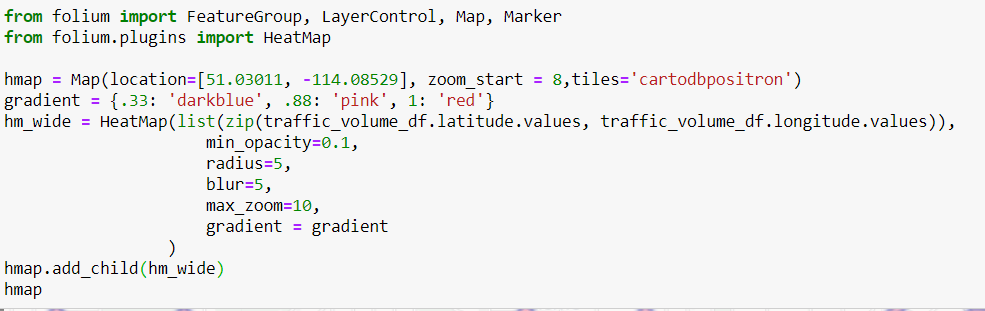 from folium import FeatureGroup, LayerControl, Map, Marker
from folium.plugins import HeatMap

hmap = Map(location=[51.03011, -114.08529], zoom_start = 8,tiles='cartodbpositron')
gradient = {.33: 'darkblue', .88: 'pink', 1: 'red'}
hm_wide = HeatMap(list(zip(traffic_volume_df.latitude.values, traffic_volume_df.longitude.values)),
                     min_opacity=0.1,
                     radius=5,
                     blur=5,
                     max_zoom=10,
                     gradient = gradient
                 )
hmap.add_child(hm_wide)
hmap